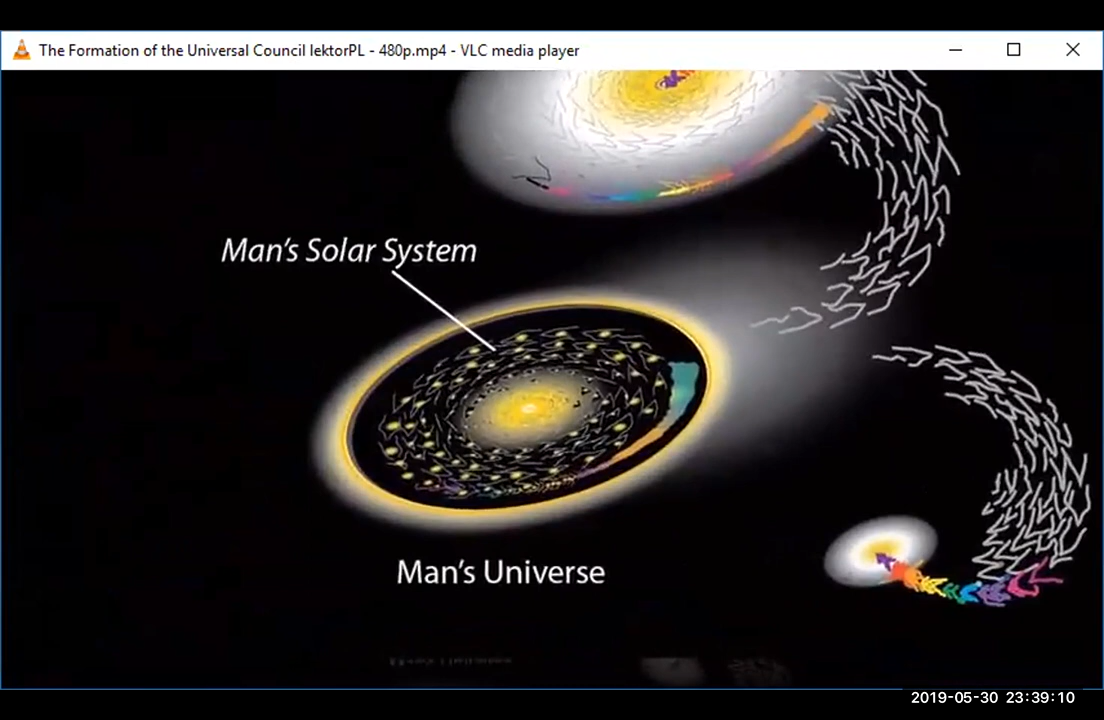 The Formation of the Universal Council lektorPL - 480p.mp4 - VLC media player
Man's Solar System
Man's Universe
2019-05-30 23:39:10